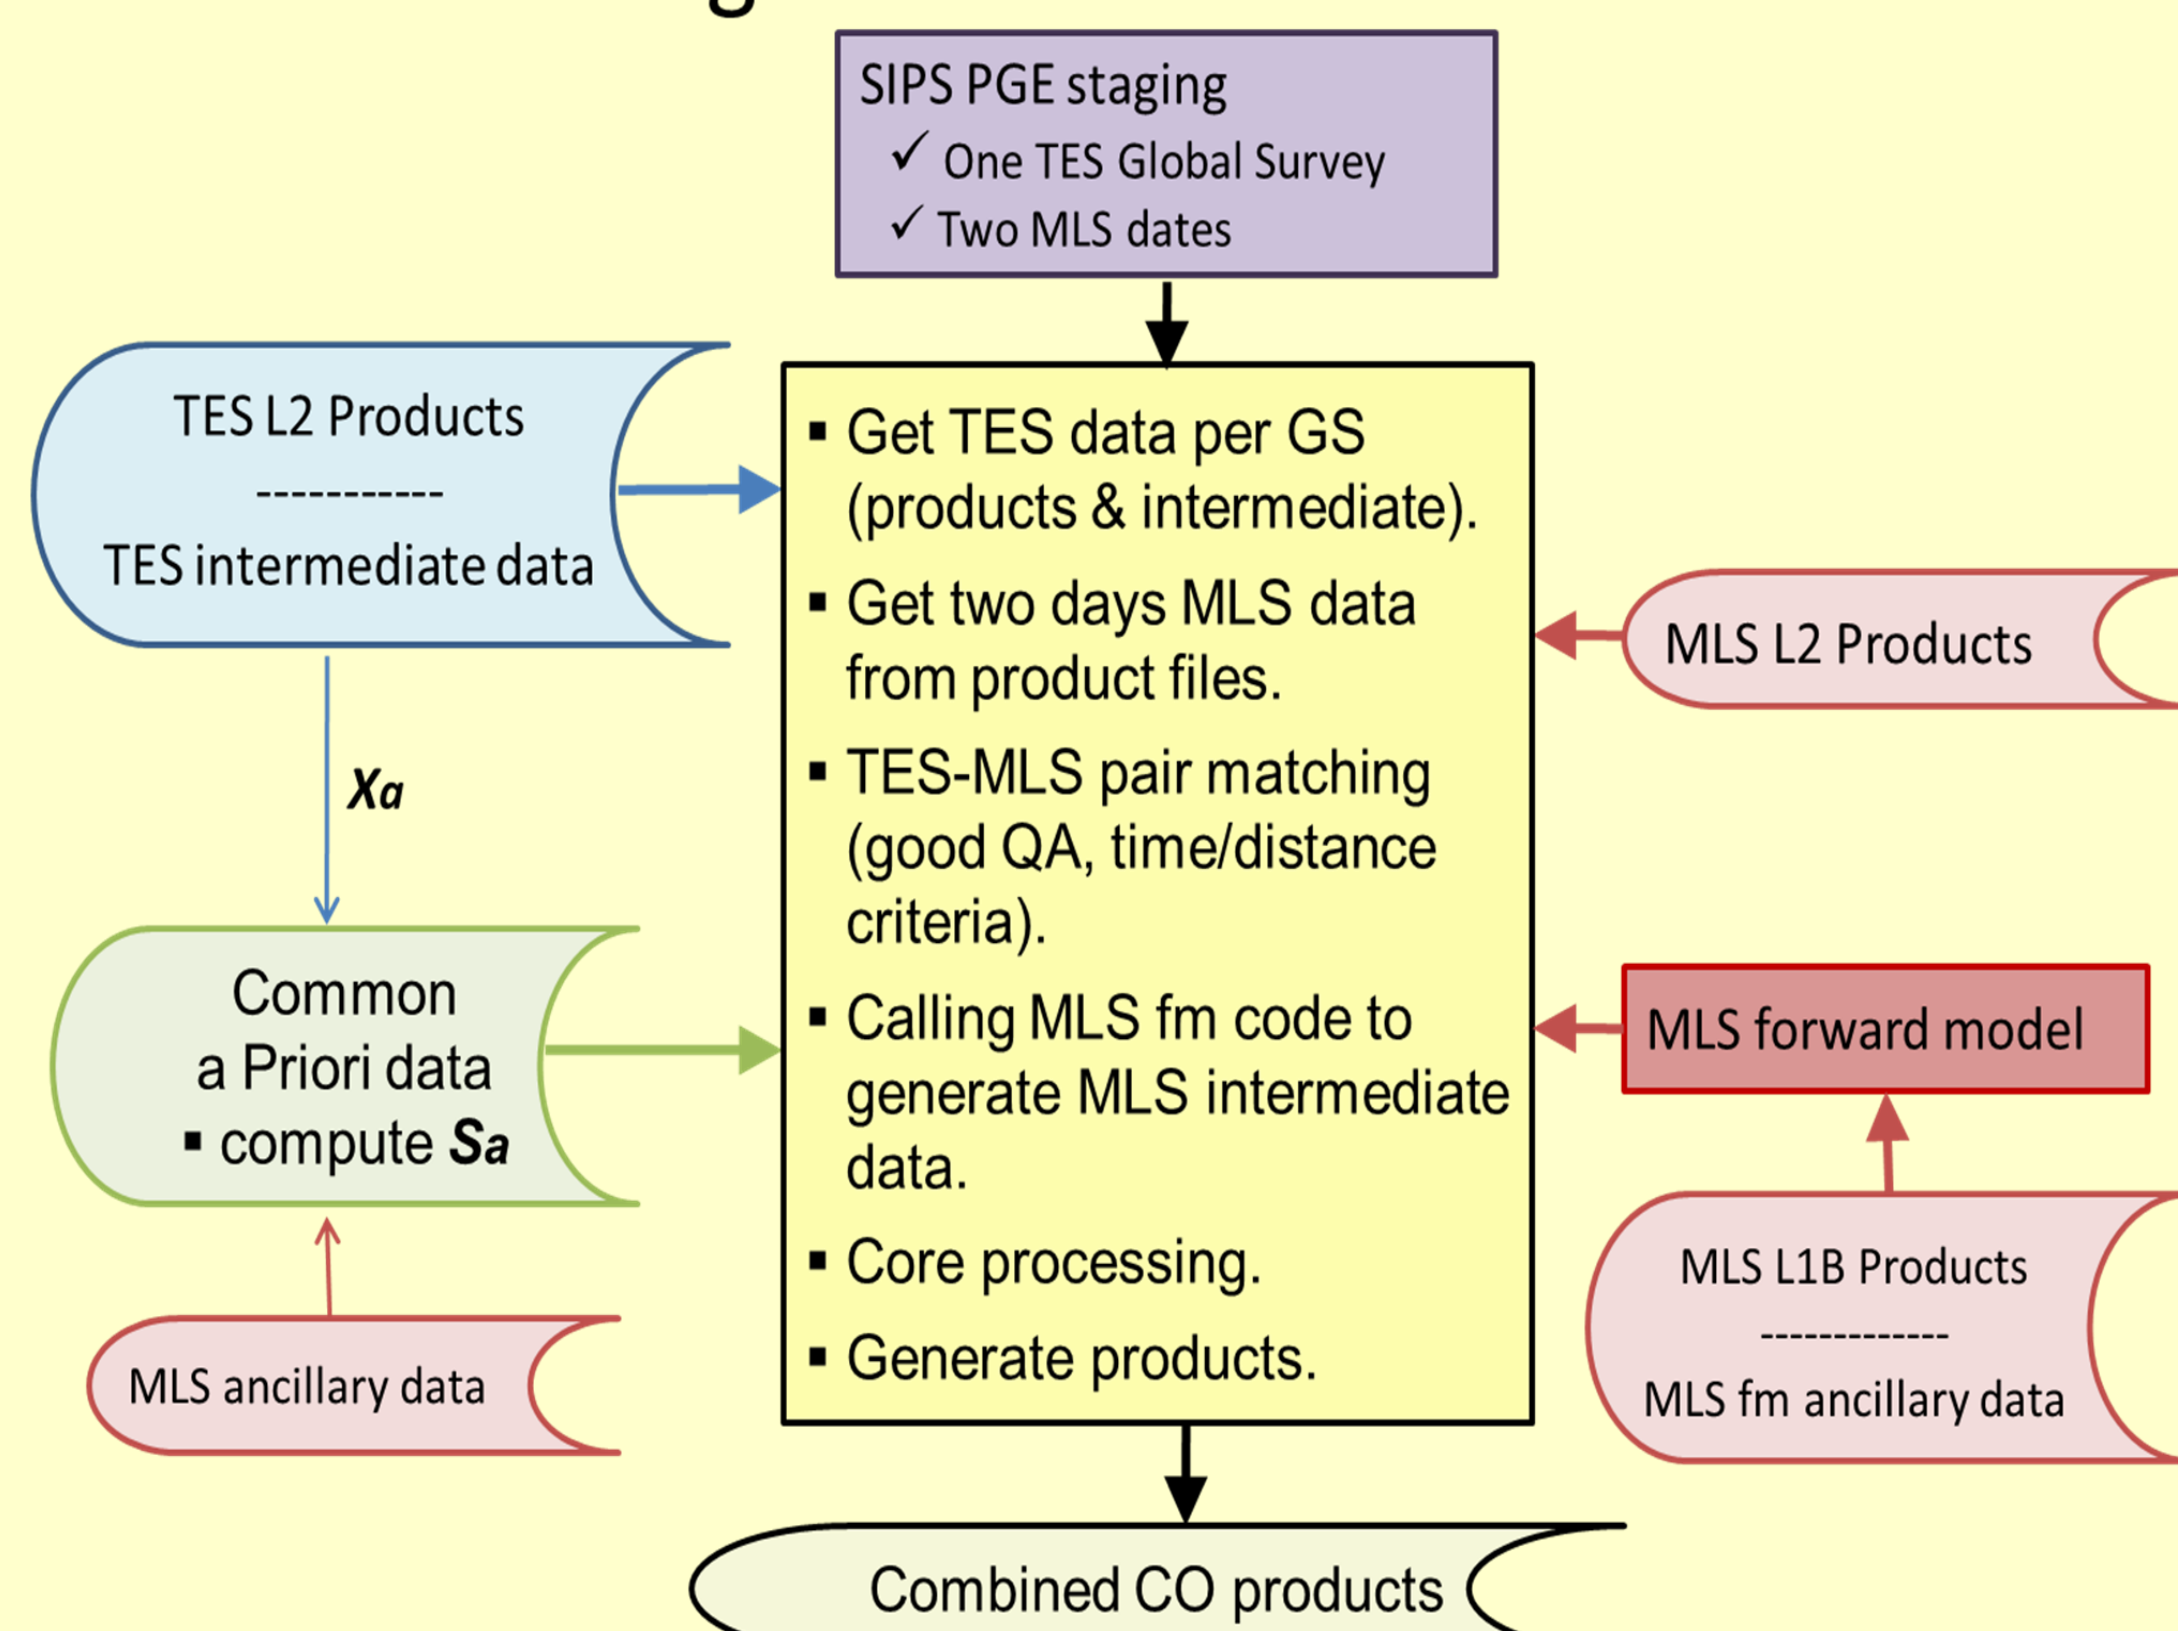 SIPS PGE staging
✓ One TES Global Survey
✓ Two MLS dates
TES L2 Products
-----------
TES intermediate data
Xa
Common
a Priori data
▪ compute Sa
MLS ancillary data
▪ Get TES data per GS
(products & intermediate).
▪ Get two days MLS data
from product files.
▪ TES-MLS pair matching
(good QA, time/distance
criteria).
▪ Calling MLS fm code to
generate MLS intermediate
data.
▪ Core processing.
▪ Generate products.
MLS L2 Products
MLS forward model
MLS L1B Products
-------------
MLS fm ancillary data
Combined CO products